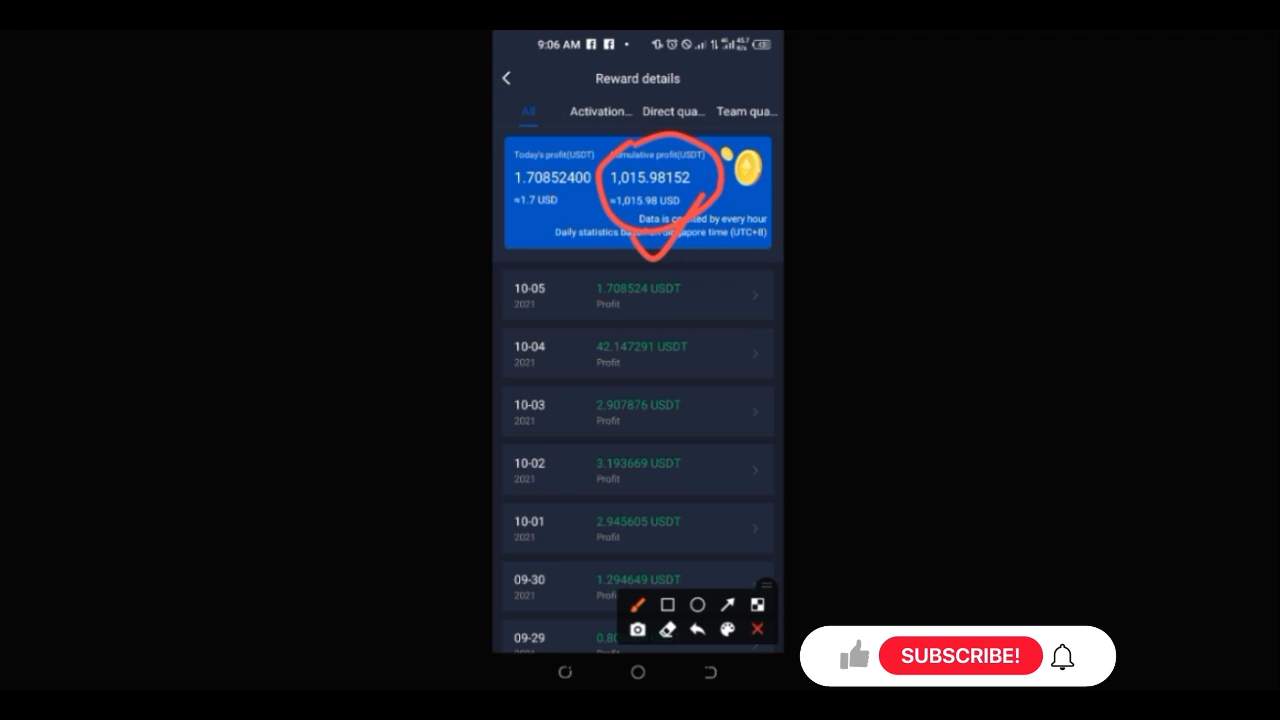 9:06 AM
Reward details
All Activation... Direct qua... Team qua...
Today's profit(USDT) Cumulative profit(USDT)
1.70852400 1,015.98152
≈1.7 USD ≈1,015.98 USD
Data is counted by every hour
Daily statistics based on Singapore time (UTC+8)
10-05 1.708524 USDT
2021 Profit
10-04 42.147291 USDT
2021 Profit
10-03 2.907876 USDT
2021 Profit
10-02 3.193669 USDT
2021 Profit
10-01 2.945605 USDT
2021 Profit
09-30 1.294649 USDT
2021
09-29
SUBSCRIBE!